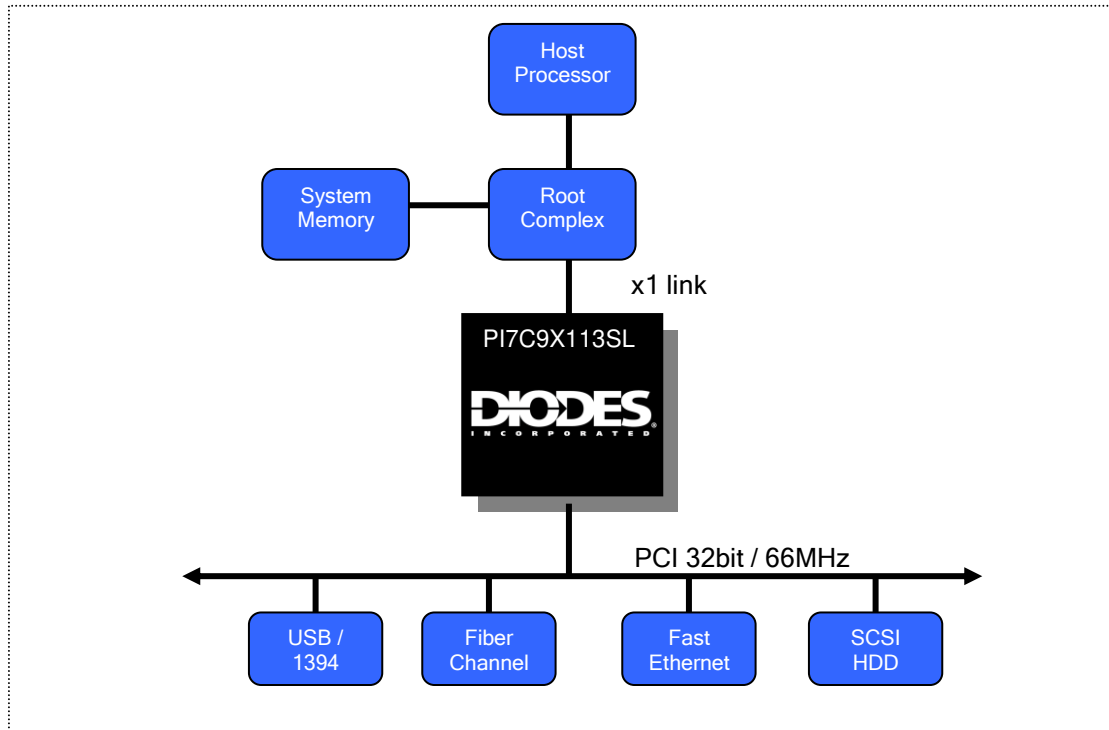 Host
Processor
System
Memory
Root
Complex
x1 link
PI7C9X113SL
DIODES®
INCORPORATED
PCI 32bit / 66MHz
USB /
1394
Fiber
Channel
Fast
Ethernet
SCSI
HDD